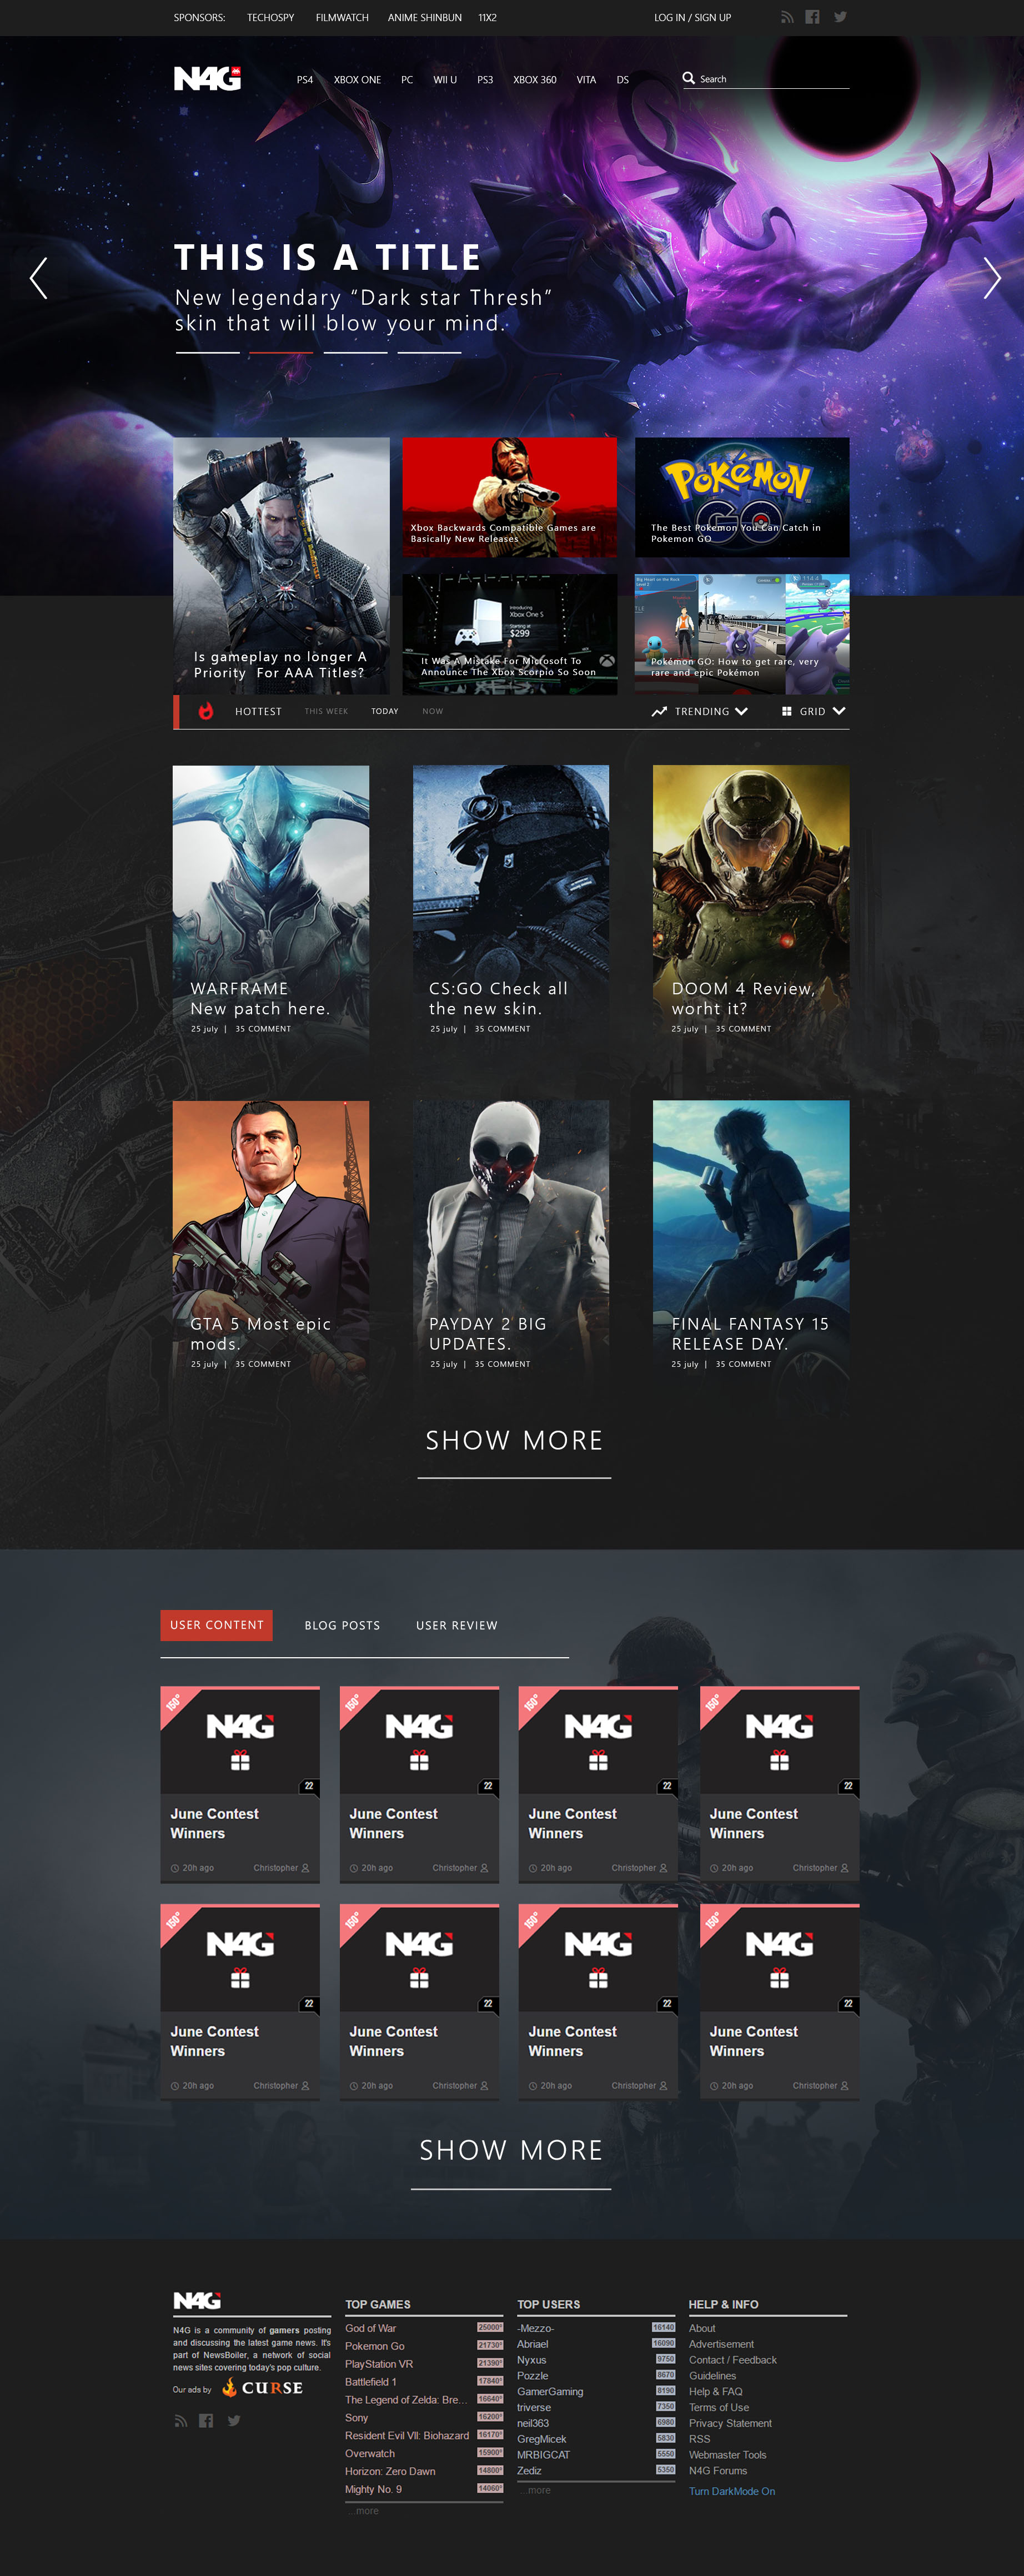 SPONSORS: TECHOSPY FILMWATCH ANIME SHINBUN 11X2 LOG IN / SIGN UP
N4G PS4 XBOX ONE PC WII U PS3 XBOX 360 VITA DS Search
THIS IS A TITLE
New legendary “Dark star Thresh”
skin that will blow your mind.
Is gameplay no longer A
Priority For AAA Titles?
Xbox Backwards Compatible Games are
Basically New Releases
POKéMON
GO
The Best Pokemon You Can Catch in
Pokemon GO
introducing
Xbox One S
Starting at
$299
It Was A Mistake For Microsoft To
Announce The Xbox Scorpio So Soon
Pokémon GO: How to get rare, very
rare and epic Pokémon
HOTTEST THIS WEEK TODAY NOW TRENDING GRID
WARFRAME
New patch here.
25 july | 35 COMMENT
CS:GO Check all
the new skin.
25 july | 35 COMMENT
DOOM 4 Review,
worht it?
25 july | 35 COMMENT
GTA 5 Most epic
mods.
25 july | 35 COMMENT
PAYDAY 2 BIG
UPDATES.
25 july | 35 COMMENT
FINAL FANTASY 15
RELEASE DAY.
25 july | 35 COMMENT
SHOW MORE
USER CONTENT BLOG POSTS USER REVIEW
150°
N4G
22
June Contest
Winners
20h ago Christopher
150°
N4G
22
June Contest
Winners
20h ago Christopher
150°
N4G
22
June Contest
Winners
20h ago Christopher
150°
N4G
22
June Contest
Winners
20h ago Christopher
150°
N4G
22
June Contest
Winners
20h ago Christopher
150°
N4G
22
June Contest
Winners
20h ago Christopher
150°
N4G
22
June Contest
Winners
20h ago Christopher
150°
N4G
22
June Contest
Winners
20h ago Christopher
SHOW MORE
N4G
N4G is a community of gamers posting
and discussing the latest game news. It's
part of NewsBoiler, a network of social
news sites covering today's pop culture.
Our ads by CURSE
TOP GAMES
God of War 25000°
Pokemon Go 21730°
PlayStation VR 21390°
Battlefield 1 17840°
The Legend of Zelda: Bre... 16640°
Sony 16200°
Resident Evil VII: Biohazard 16170°
Overwatch 15900°
Horizon: Zero Dawn 14800°
Mighty No. 9 14060°
...more
TOP USERS
-Mezzo- 16140
Abriael 16090
Nyxus 9750
Pozzle 8670
GamerGaming 8190
triverse 7350
neil363 6980
GregMicek 5830
MRBIGCAT 5550
Zediz 5350
...more
HELP & INFO
About
Advertisement
Contact / Feedback
Guidelines
Help & FAQ
Terms of Use
Privacy Statement
RSS
Webmaster Tools
N4G Forums
Turn DarkMode On